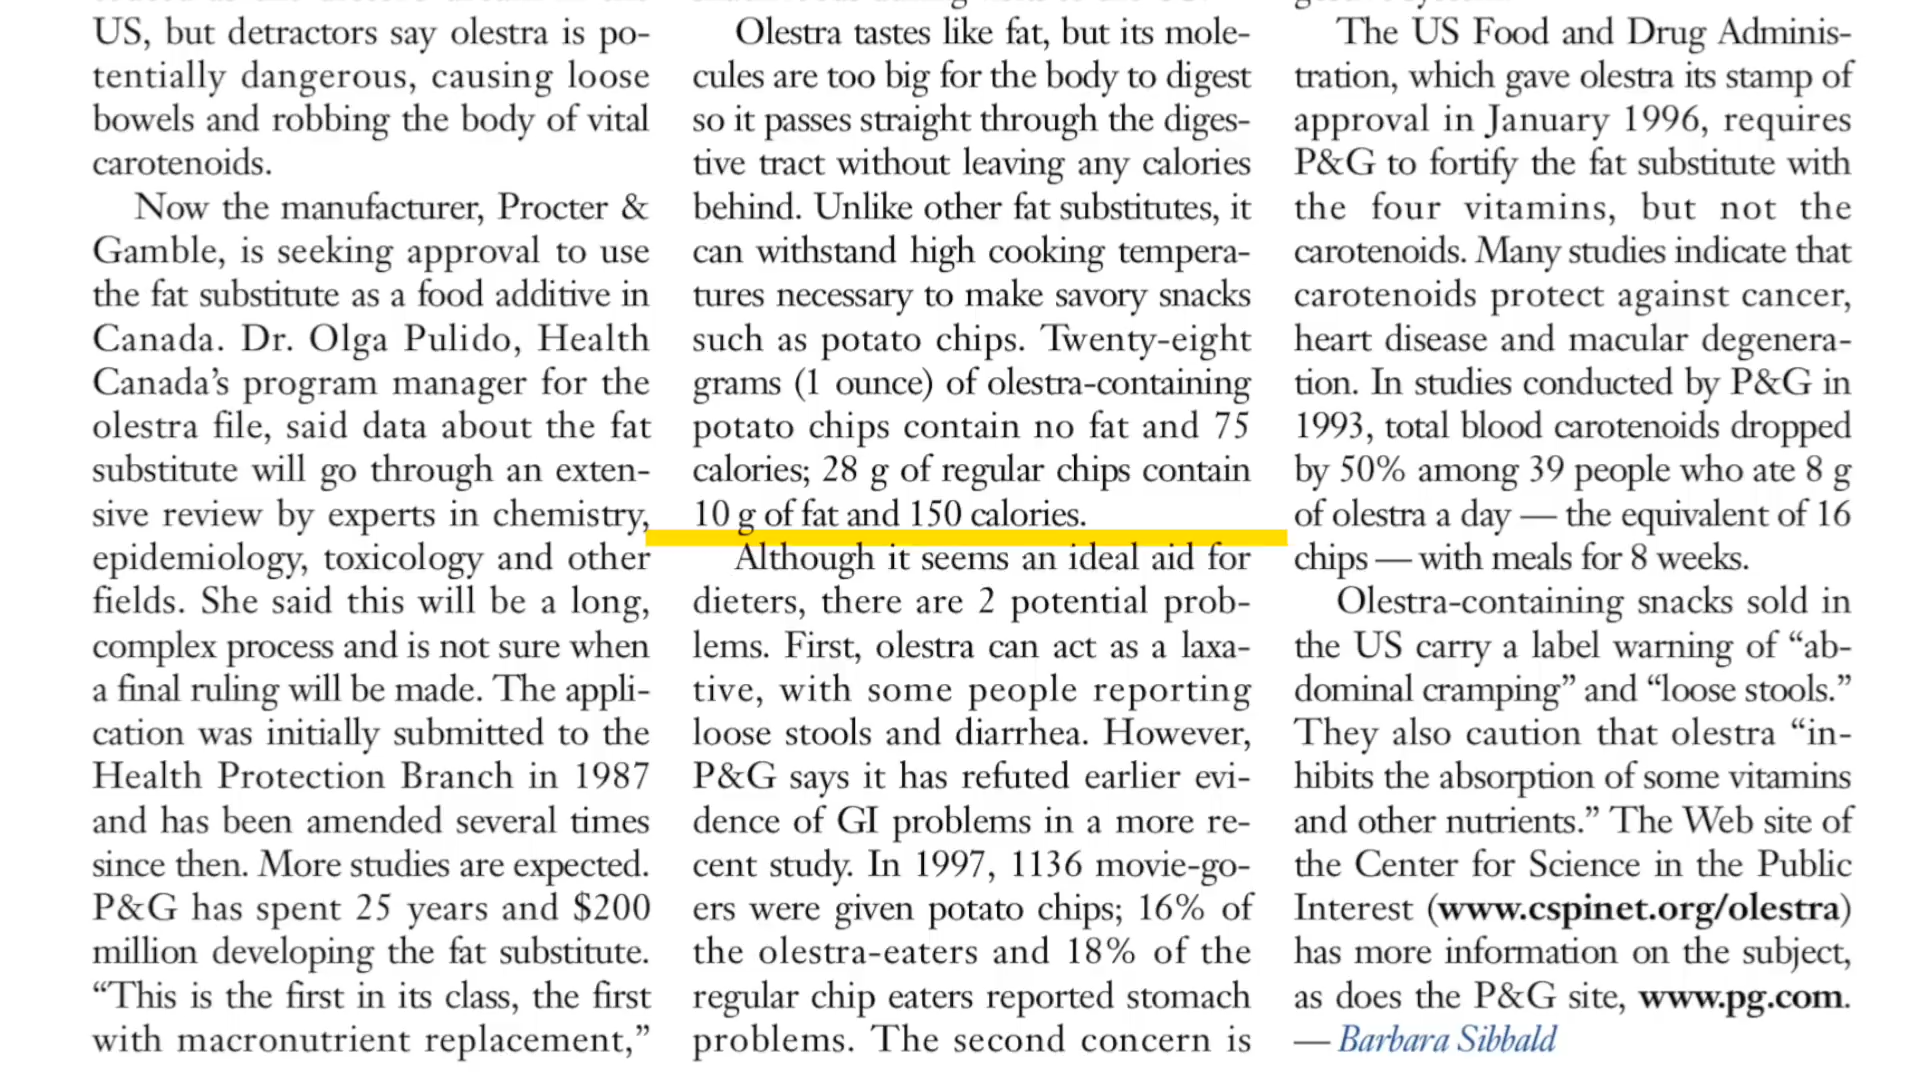 US, but detractors say olestra is po-
tentially dangerous, causing loose
bowels and robbing the body of vital
carotenoids.
Now the manufacturer, Procter &
Gamble, is seeking approval to use
the fat substitute as a food additive in
Canada. Dr. Olga Pulido, Health
Canada’s program manager for the
olestra file, said data about the fat
substitute will go through an exten-
sive review by experts in chemistry,
epidemiology, toxicology and other
fields. She said this will be a long,
complex process and is not sure when
a final ruling will be made. The appli-
cation was initially submitted to the
Health Protection Branch in 1987
and has been amended several times
since then. More studies are expected.
P&G has spent 25 years and $200
million developing the fat substitute.
“This is the first in its class, the first
with macronutrient replacement,”
Olestra tastes like fat, but its mole-
cules are too big for the body to digest
so it passes straight through the diges-
tive tract without leaving any calories
behind. Unlike other fat substitutes, it
can withstand high cooking tempera-
tures necessary to make savory snacks
such as potato chips. Twenty-eight
grams (1 ounce) of olestra-containing
potato chips contain no fat and 75
calories; 28 g of regular chips contain
10 g of fat and 150 calories.
Although it seems an ideal aid for
dieters, there are 2 potential prob-
lems. First, olestra can act as a laxa-
tive, with some people reporting
loose stools and diarrhea. However,
P&G says it has refuted earlier evi-
dence of GI problems in a more re-
cent study. In 1997, 1136 movie-go-
ers were given potato chips; 16% of
the olestra-eaters and 18% of the
regular chip eaters reported stomach
problems. The second concern is
The US Food and Drug Adminis-
tration, which gave olestra its stamp of
approval in January 1996, requires
P&G to fortify the fat substitute with
the four vitamins, but not the
carotenoids. Many studies indicate that
carotenoids protect against cancer,
heart disease and macular degenera-
tion. In studies conducted by P&G in
1993, total blood carotenoids dropped
by 50% among 39 people who ate 8 g
of olestra a day — the equivalent of 16
chips — with meals for 8 weeks.
Olestra-containing snacks sold in
the US carry a label warning of “ab-
dominal cramping” and “loose stools.”
They also caution that olestra “in-
hibits the absorption of some vitamins
and other nutrients.” The Web site of
the Center for Science in the Public
Interest (www.cspinet.org/olestra)
has more information on the subject,
as does the P&G site, www.pg.com.
— Barbara Sibbald